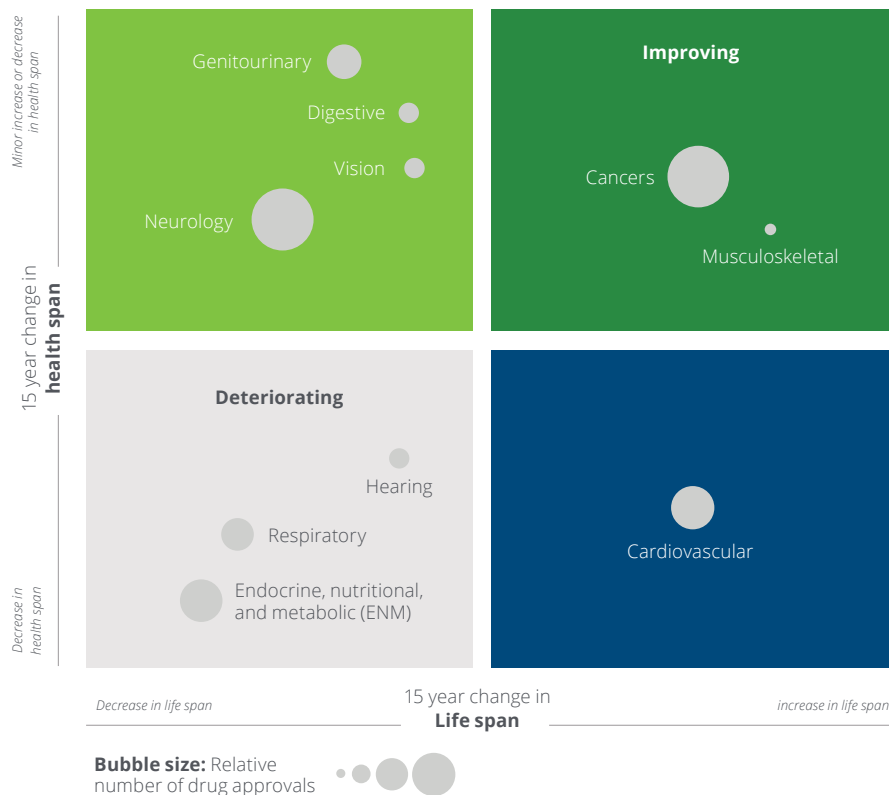 Minor increase or decrease
in health span
15 year change in
health span
Decrease in
health span
Genitourinary
Digestive
Vision
Neurology
Improving
Cancers
Musculoskeletal
Deteriorating
Hearing
Respiratory
Endocrine, nutritional,
and metabolic (ENM)
Cardiovascular
Decrease in life span
15 year change in
Life span
increase in life span
Bubble size: Relative
number of drug approvals